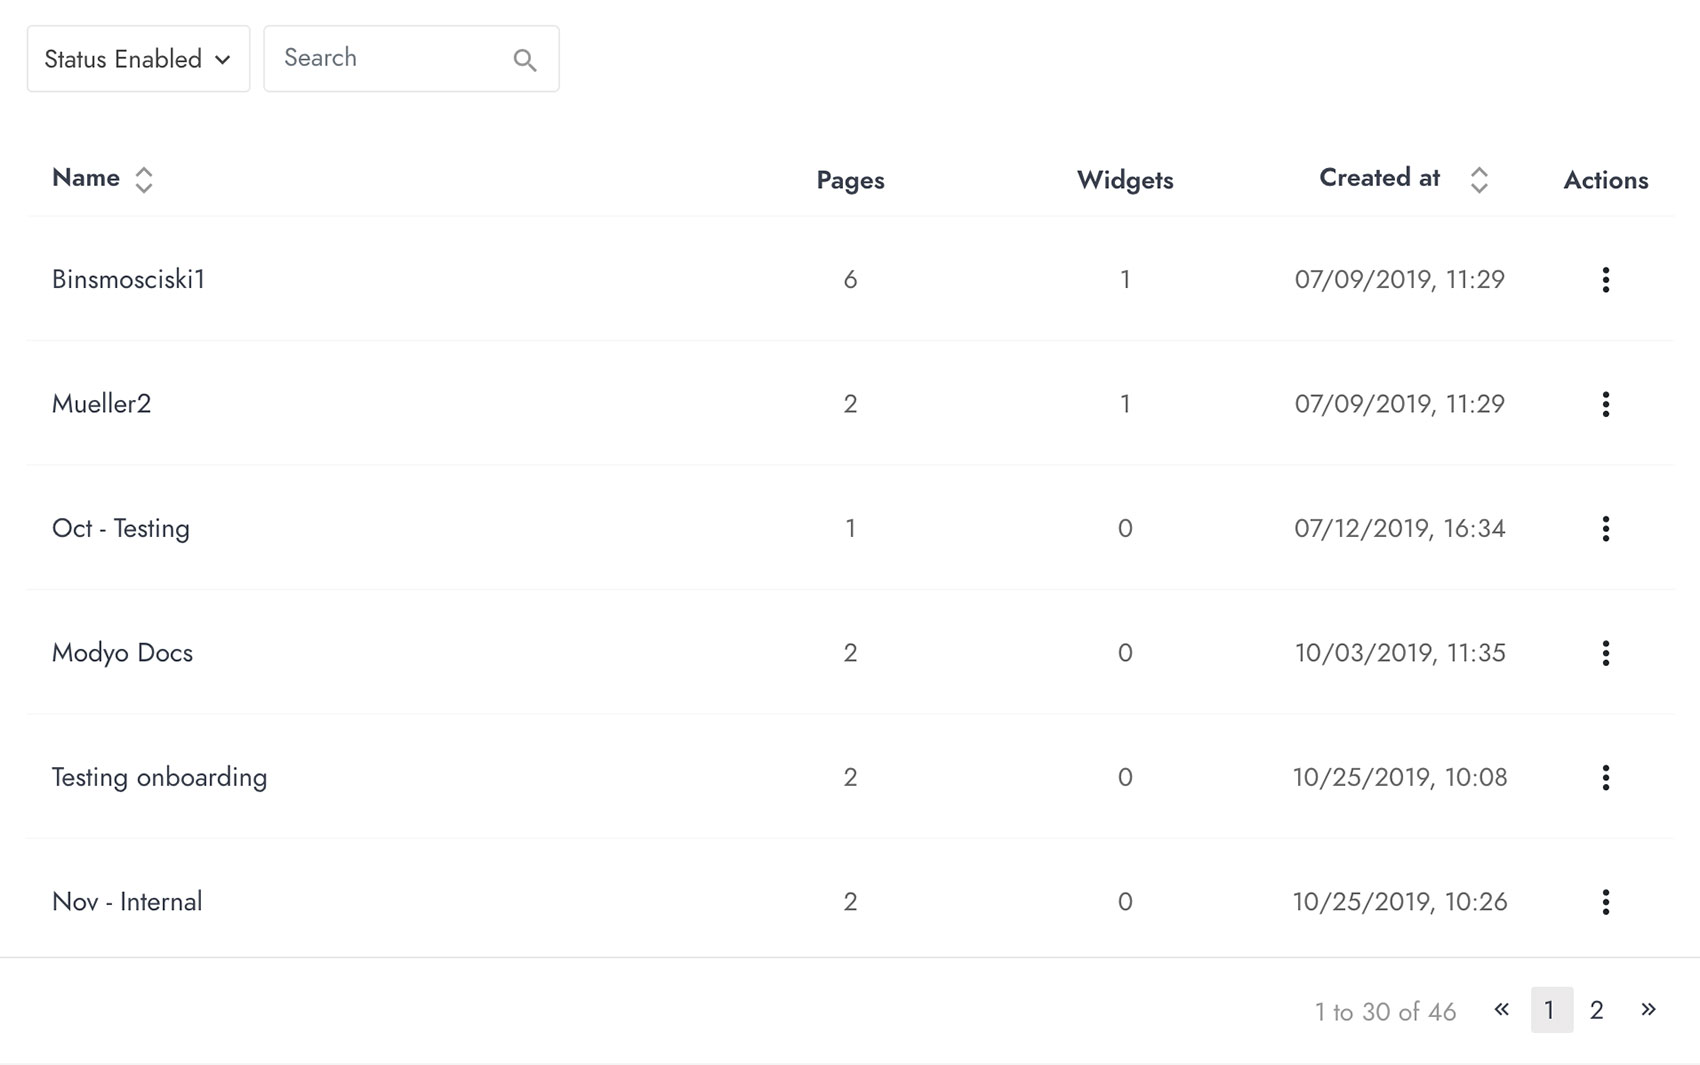 Status Enabled Search
Name Pages Widgets Created at Actions
Binsmosciski1 6 1 07/09/2019, 11:29
Mueller2 2 1 07/09/2019, 11:29
Oct - Testing 1 0 07/12/2019, 16:34
Modyo Docs 2 0 10/03/2019, 11:35
Testing onboarding 2 0 10/25/2019, 10:08
Nov - Internal 2 0 10/25/2019, 10:26
1 to 30 of 46 « 1 2 »